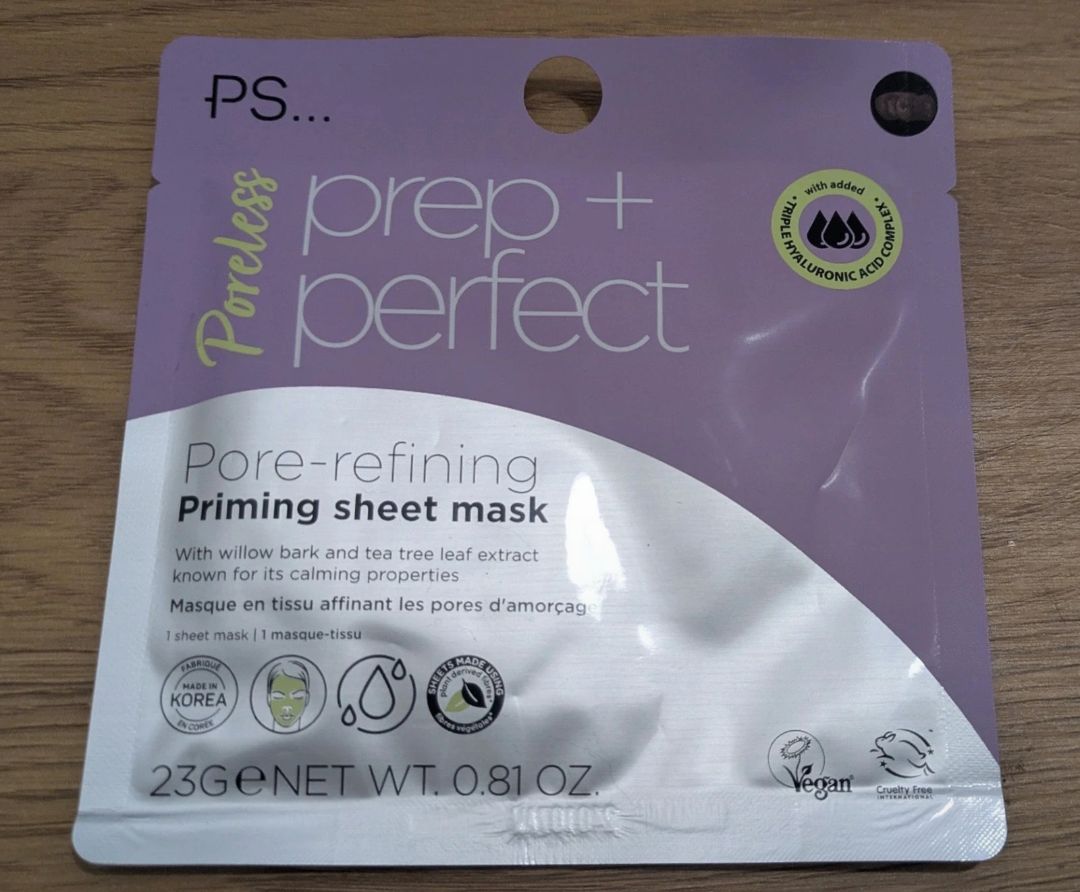 PS...
Poreless
prep +
perfect
with added
• TRIPLE HYALURONIC ACID COMPLEX •
Pore-refining
Priming sheet mask
With willow bark and tea tree leaf extract
known for its calming properties
Masque en tissu affinant les pores d'amorçage
1 sheet mask | 1 masque-tissu
FABRIQUÉ
MADE IN
KOREA
EN CORÉE
SHEETS MADE USING
plant derived fibres*
fibres végétales*
23G℮NET WT. 0.81 OZ.
Vegan
Cruelty Free
INTERNATIONAL